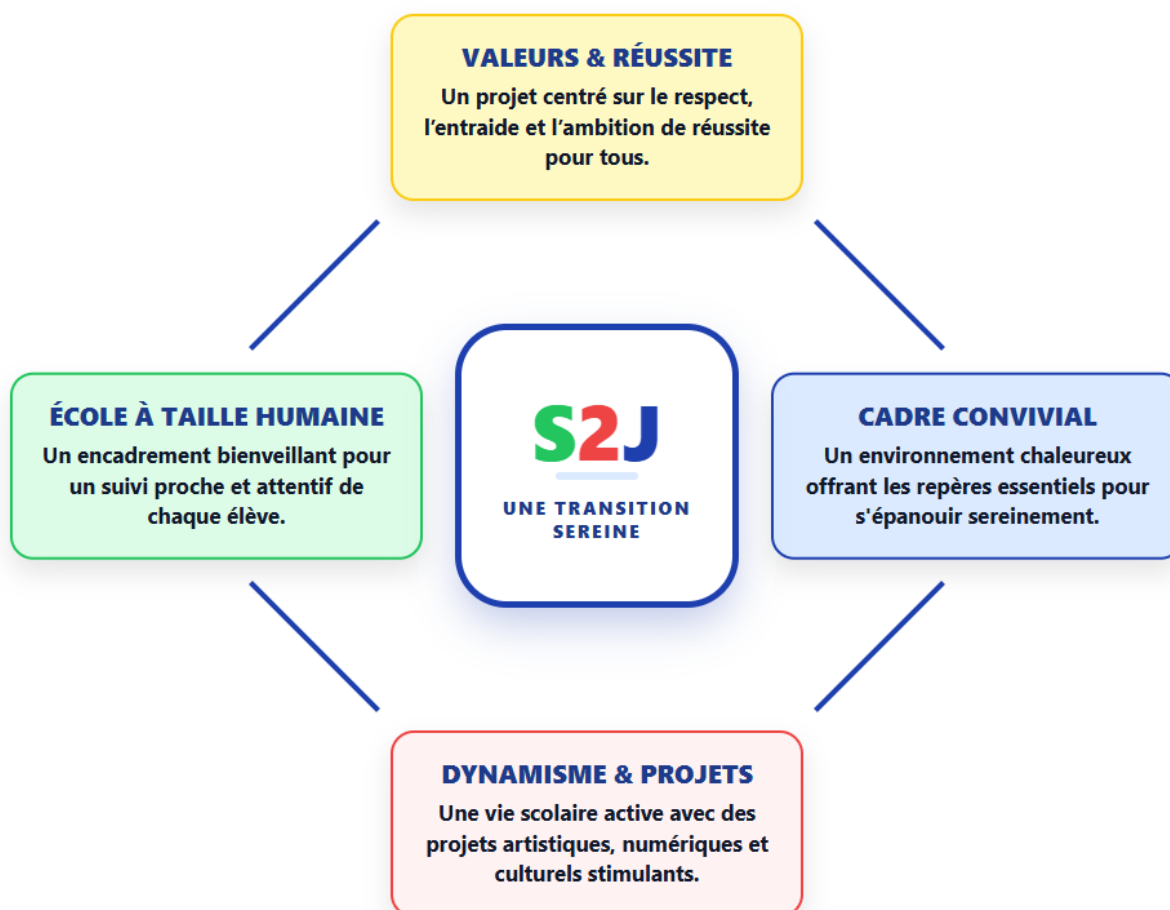 VALEURS & RÉUSSITE
Un projet centré sur le respect,
l’entraide et l’ambition de réussite
pour tous.
ÉCOLE À TAILLE HUMAINE
Un encadrement bienveillant pour
un suivi proche et attentif de
chaque élève.
S2J
UNE TRANSITION
SEREINE
CADRE CONVIVIAL
Un environnement chaleureux
offrant les repères essentiels pour
s'épanouir sereinement.
DYNAMISME & PROJETS
Une vie scolaire active avec des
projets artistiques, numériques et
culturels stimulants.